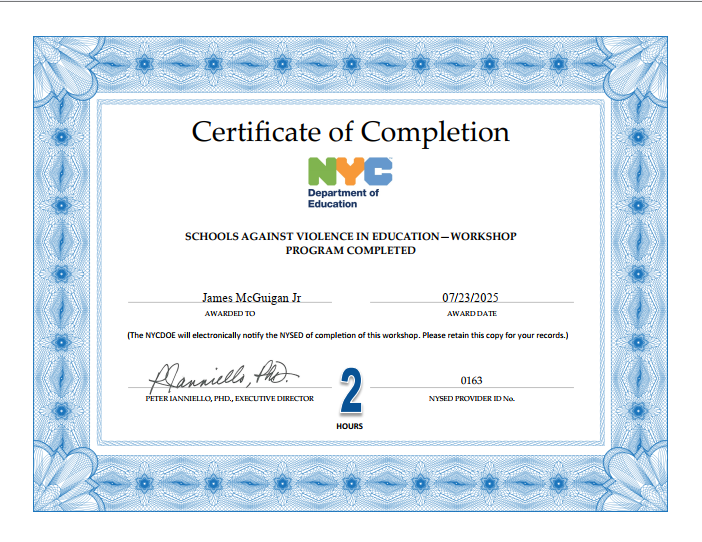 Certificate of Completion
NYC
Department of
Education
SCHOOLS AGAINST VIOLENCE IN EDUCATION—WORKSHOP
PROGRAM COMPLETED
James McGuigan Jr
07/23/2025
AWARDED TO
AWARD DATE
(The NYCDOE will electronically notify the NYSED of completion of this workshop. Please retain this copy for your records.)
PIanniello, PhD.
2
0163
PETER IANNIELLO, PHD., EXECUTIVE DIRECTOR
NYSED PROVIDER ID No.
HOURS